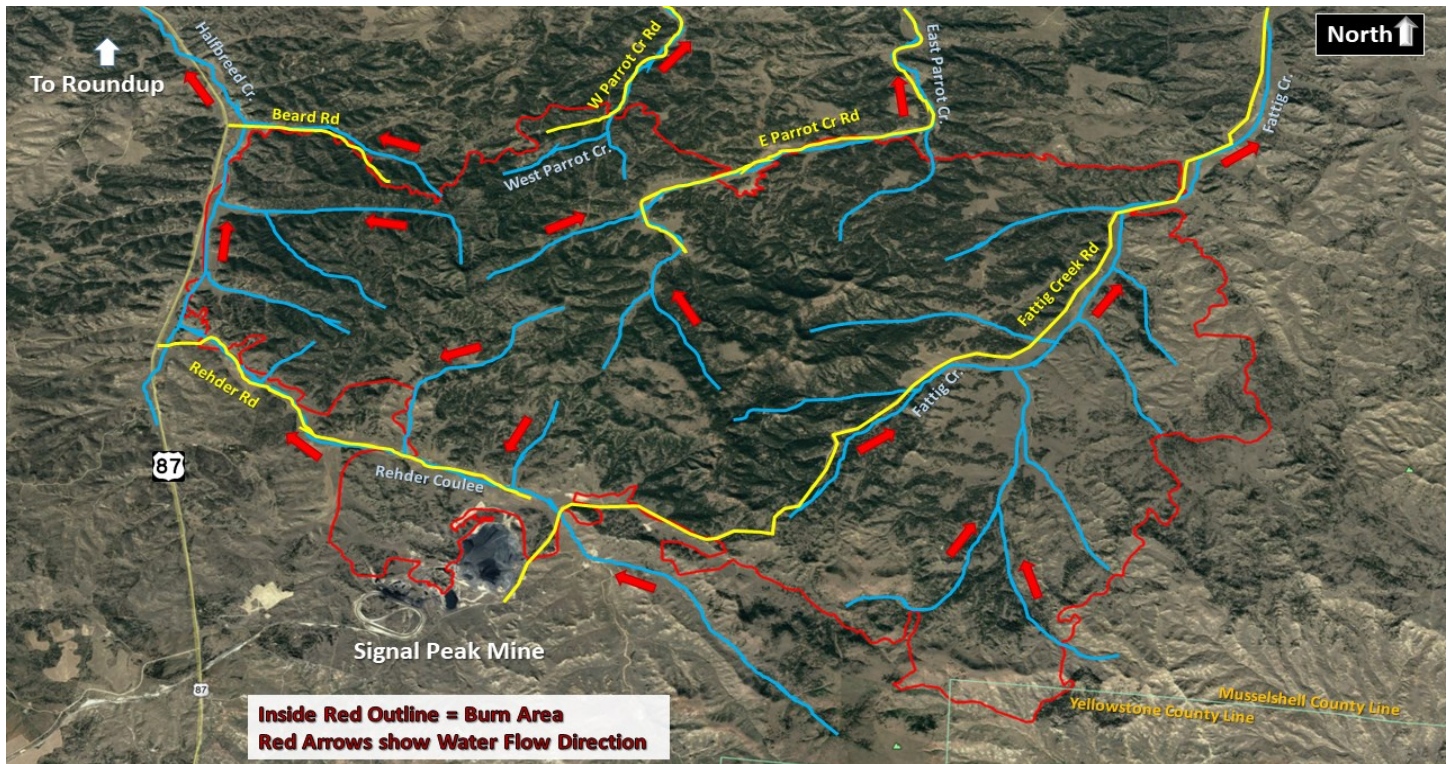 North
To Roundup
Halfbreed Cr.
Beard Rd
W Parrot Cr Rd
West Parrot Cr.
E Parrot Cr Rd
East Parrot Cr.
Fattig Cr.
Fattig Creek Rd
Fattig Cr.
Rehder Rd
Rehder Coulee
87
Signal Peak Mine
87
Musselshell County Line
Yellowstone County Line
Inside Red Outline = Burn Area
Red Arrows show Water Flow Direction